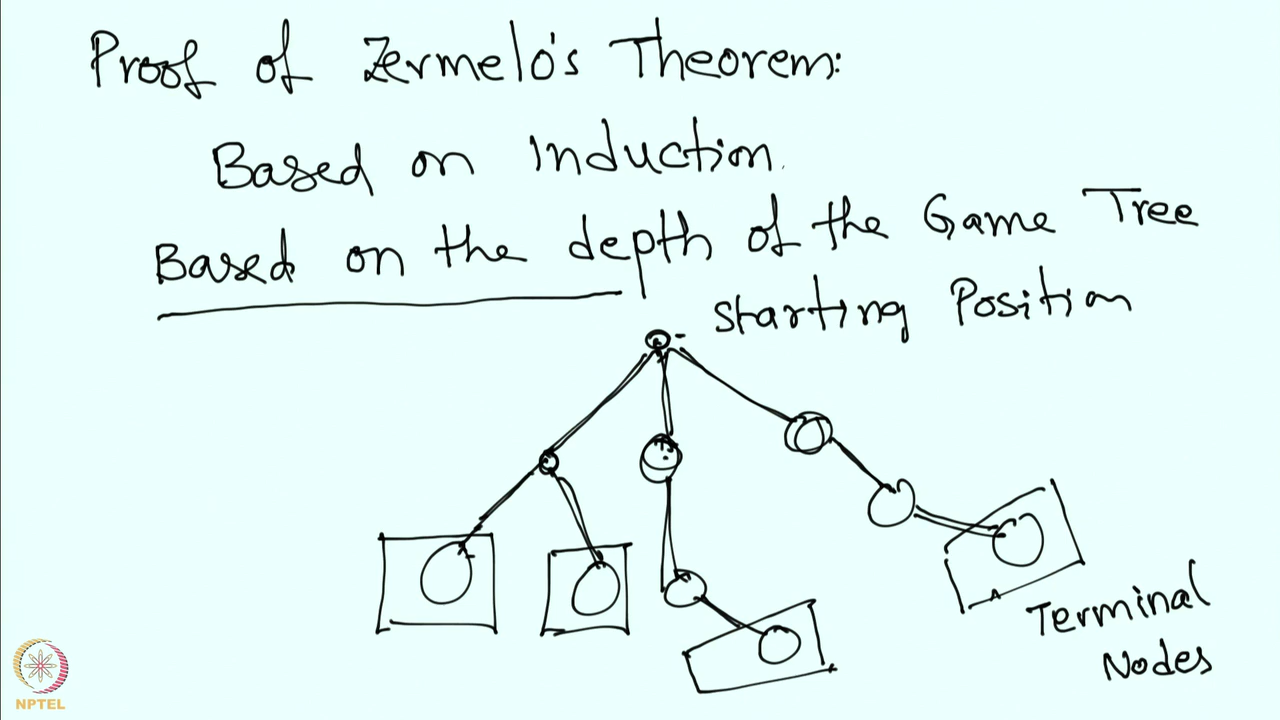 Proof of Zermelo's Theorem:
Based on Induction.
Based on the depth of the Game Tree
Starting Position
Terminal
Nodes
NPTEL